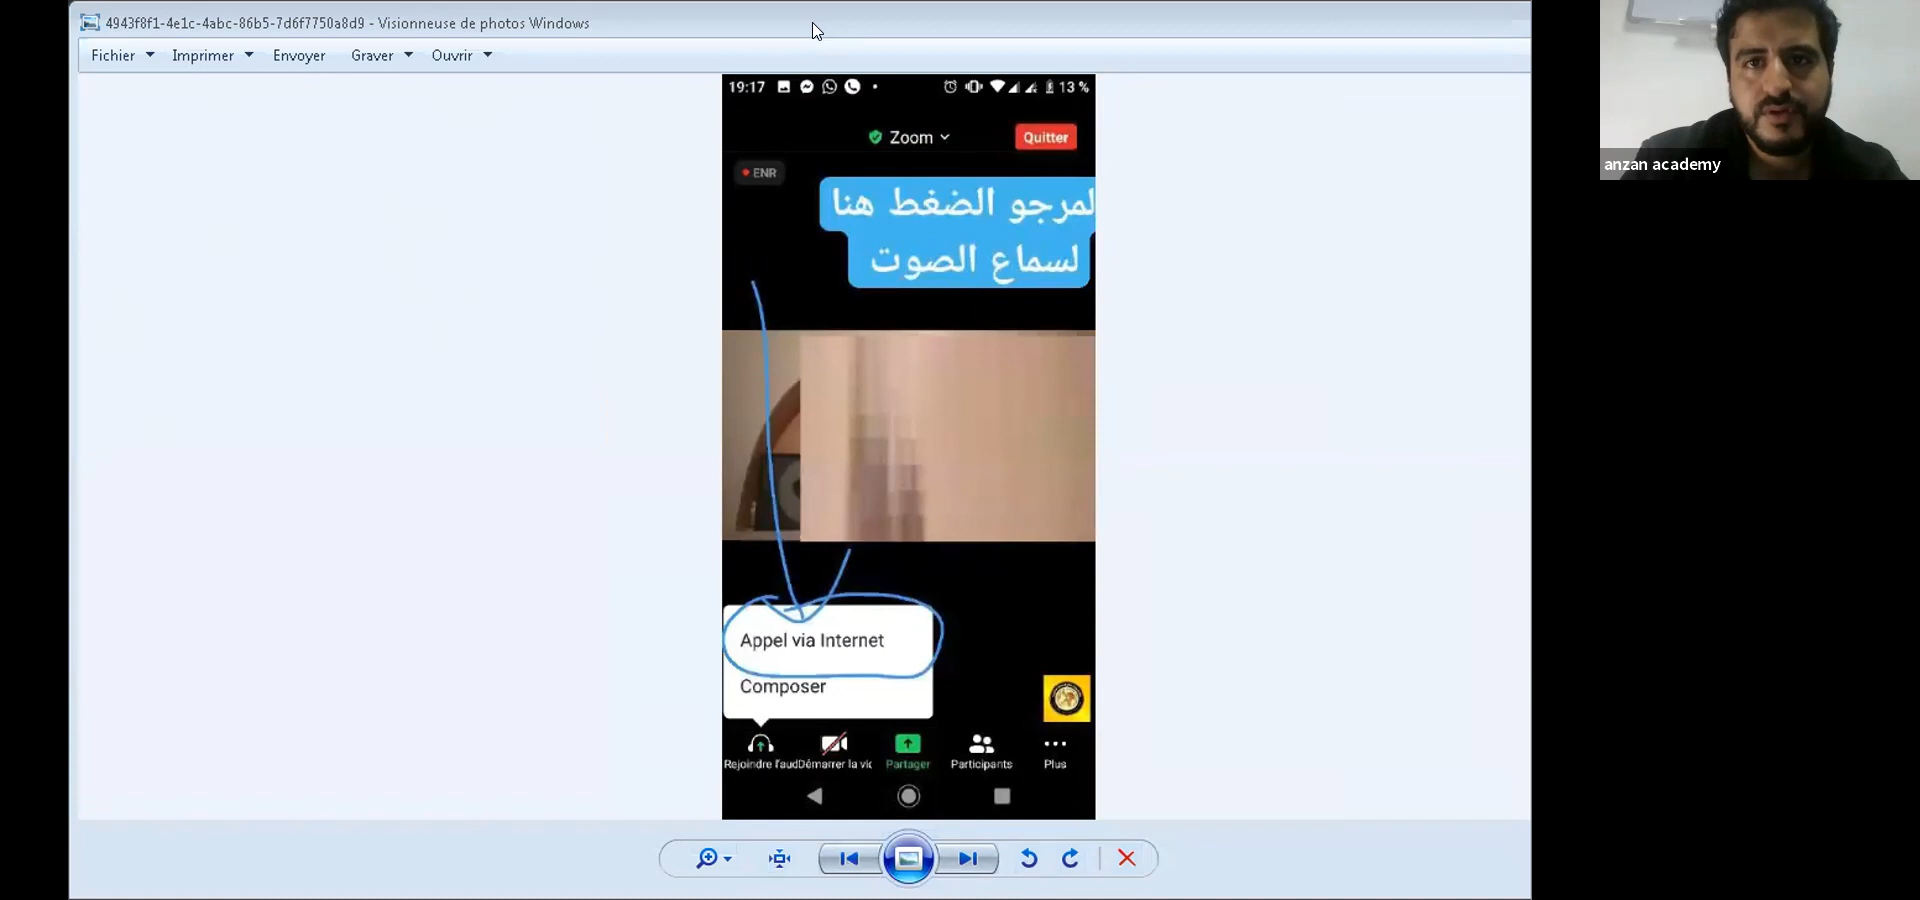 4943f8f1-4e1c-4abc-86b5-7d6f7750a8d9 - Visionneuse de photos Windows
Fichier Imprimer Envoyer Graver Ouvrir
anzan academy
19:17 13 %
Zoom Quitter
ENR
لمرجو الضغط هنا
لسماع الصوت
Appel via Internet
Composer
Rejoindre l'aud Démarrer la vic Partager Participants Plus